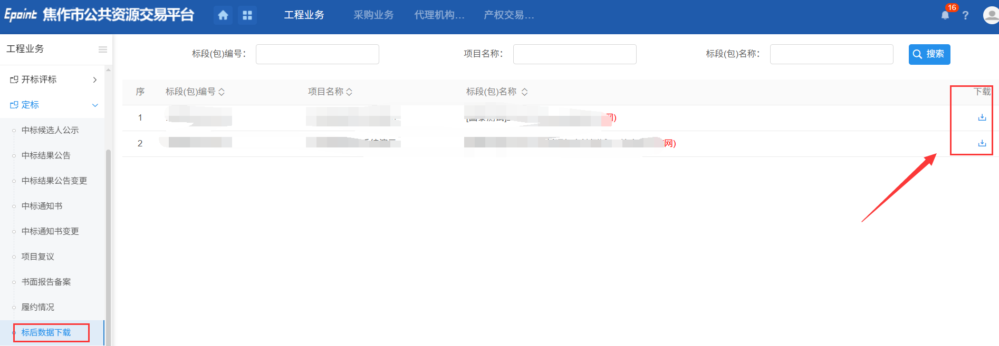 Epoint 焦作市公共资源交易平台
工程业务 采购业务 代理机构... 产权交易...
16
?
工程业务
标段(包)编号： 项目名称： 标段(包)名称： 搜索
开标评标
定标
中标候选人公示
中标结果公告
中标结果公告变更
中标通知书
中标通知书变更
项目复议
书面报告备案
履约情况
标后数据下载
序 标段(包)编号 项目名称 标段(包)名称 下载
1 网)
2 网)